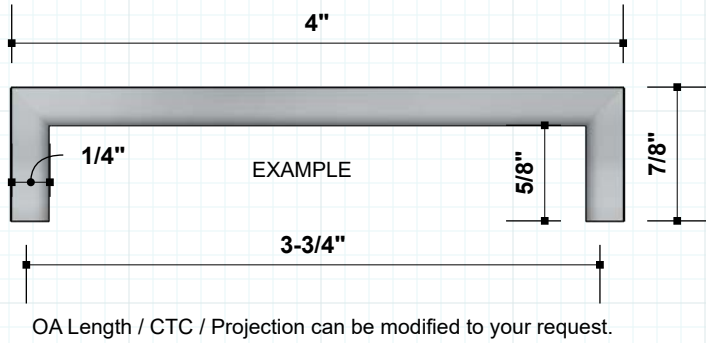 4"
1/4"
EXAMPLE
5/8"
7/8"
3-3/4"
OA Length / CTC / Projection can be modified to your request.